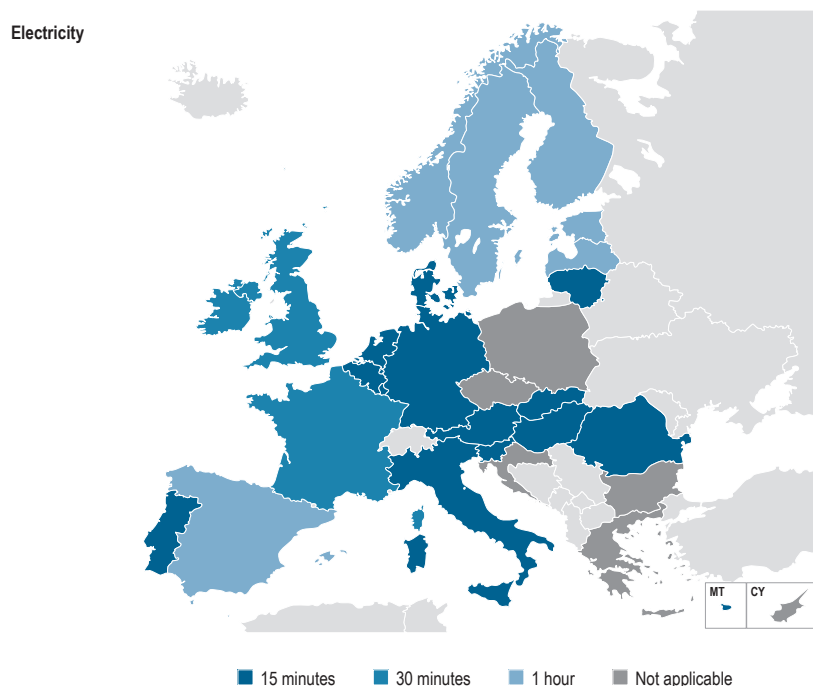 Electricity
MT
CY
15 minutes
30 minutes
1 hour
Not applicable